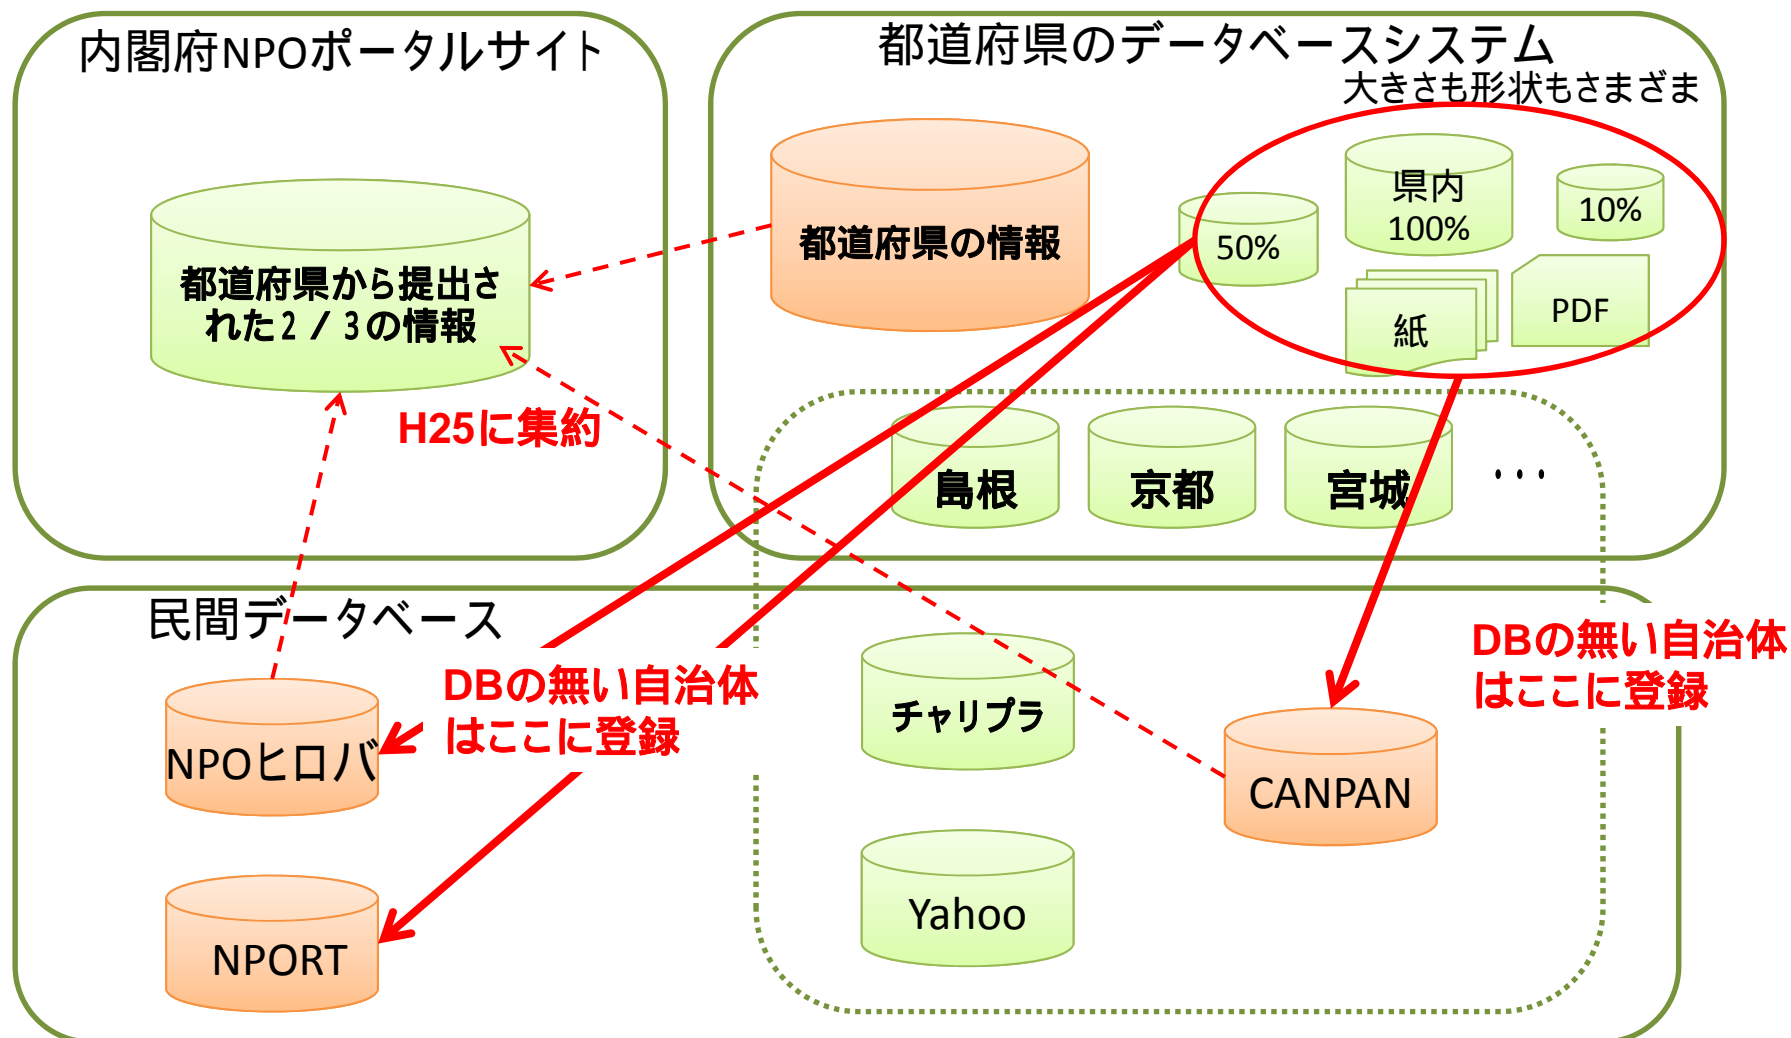 内閣府NPOポータルサイト
都道府県のデータベースシステム
大きさも形状もさまざま
都道府県から提出さ
れた2/3の情報
都道府県の情報
50%
県内
100%
10%
紙
PDF
H25に集約
島根
京都
宮城
・・・
民間データベース
DBの無い自治体
はここに登録
DBの無い自治体
はここに登録
NPOヒロバ
チャリプラ
CANPAN
NPORT
Yahoo